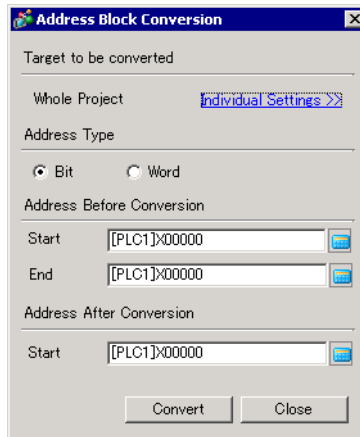 Address Block Conversion
Target to be converted
Whole Project Individual Settings >>
Address Type
Bit Word
Address Before Conversion
Start [PLC1]X00000
End [PLC1]X00000
Address After Conversion
Start [PLC1]X00000
Convert Close